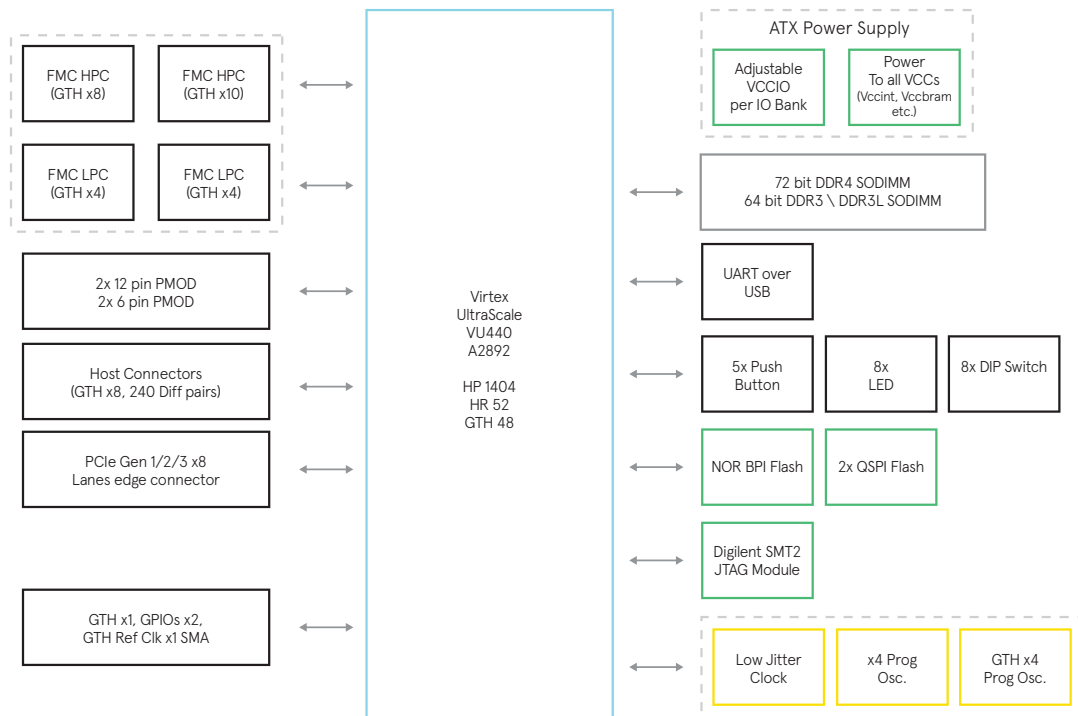 FMC HPC
(GTH x8)
FMC HPC
(GTH x10)
FMC LPC
(GTH x4)
FMC LPC
(GTH x4)
2x 12 pin PMOD
2x 6 pin PMOD
Host Connectors
(GTH x8, 240 Diff pairs)
PCIe Gen 1/2/3 x8
Lanes edge connector
GTH x1, GPIOs x2,
GTH Ref Clk x1 SMA
Virtex
UltraScale
VU440
A2892
HP 1404
HR 52
GTH 48
ATX Power Supply
Adjustable
VCCIO
per IO Bank
Power
To all VCCs
(Vccint, Vccbram
etc.)
72 bit DDR4 SODIMM
64 bit DDR3 \ DDR3L SODIMM
UART over
USB
5x Push
Button
8x
LED
8x DIP Switch
NOR BPI Flash
2x QSPI Flash
Digilent SMT2
JTAG Module
Low Jitter
Clock
x4 Prog
Osc.
GTH x4
Prog Osc.